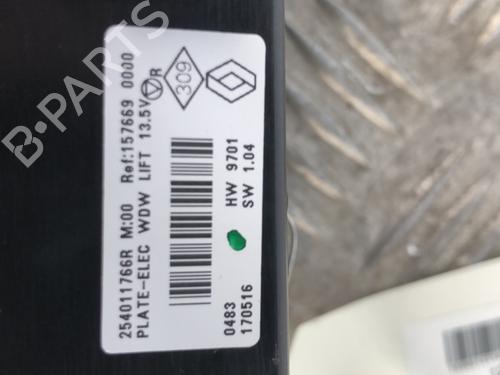 254011766R M:00 Ref:157669 0000
PLATE-ELEC WDW LIFT 13.5V
R
309
HW 9701
SW 1.04
0483
170516
B-PARTS